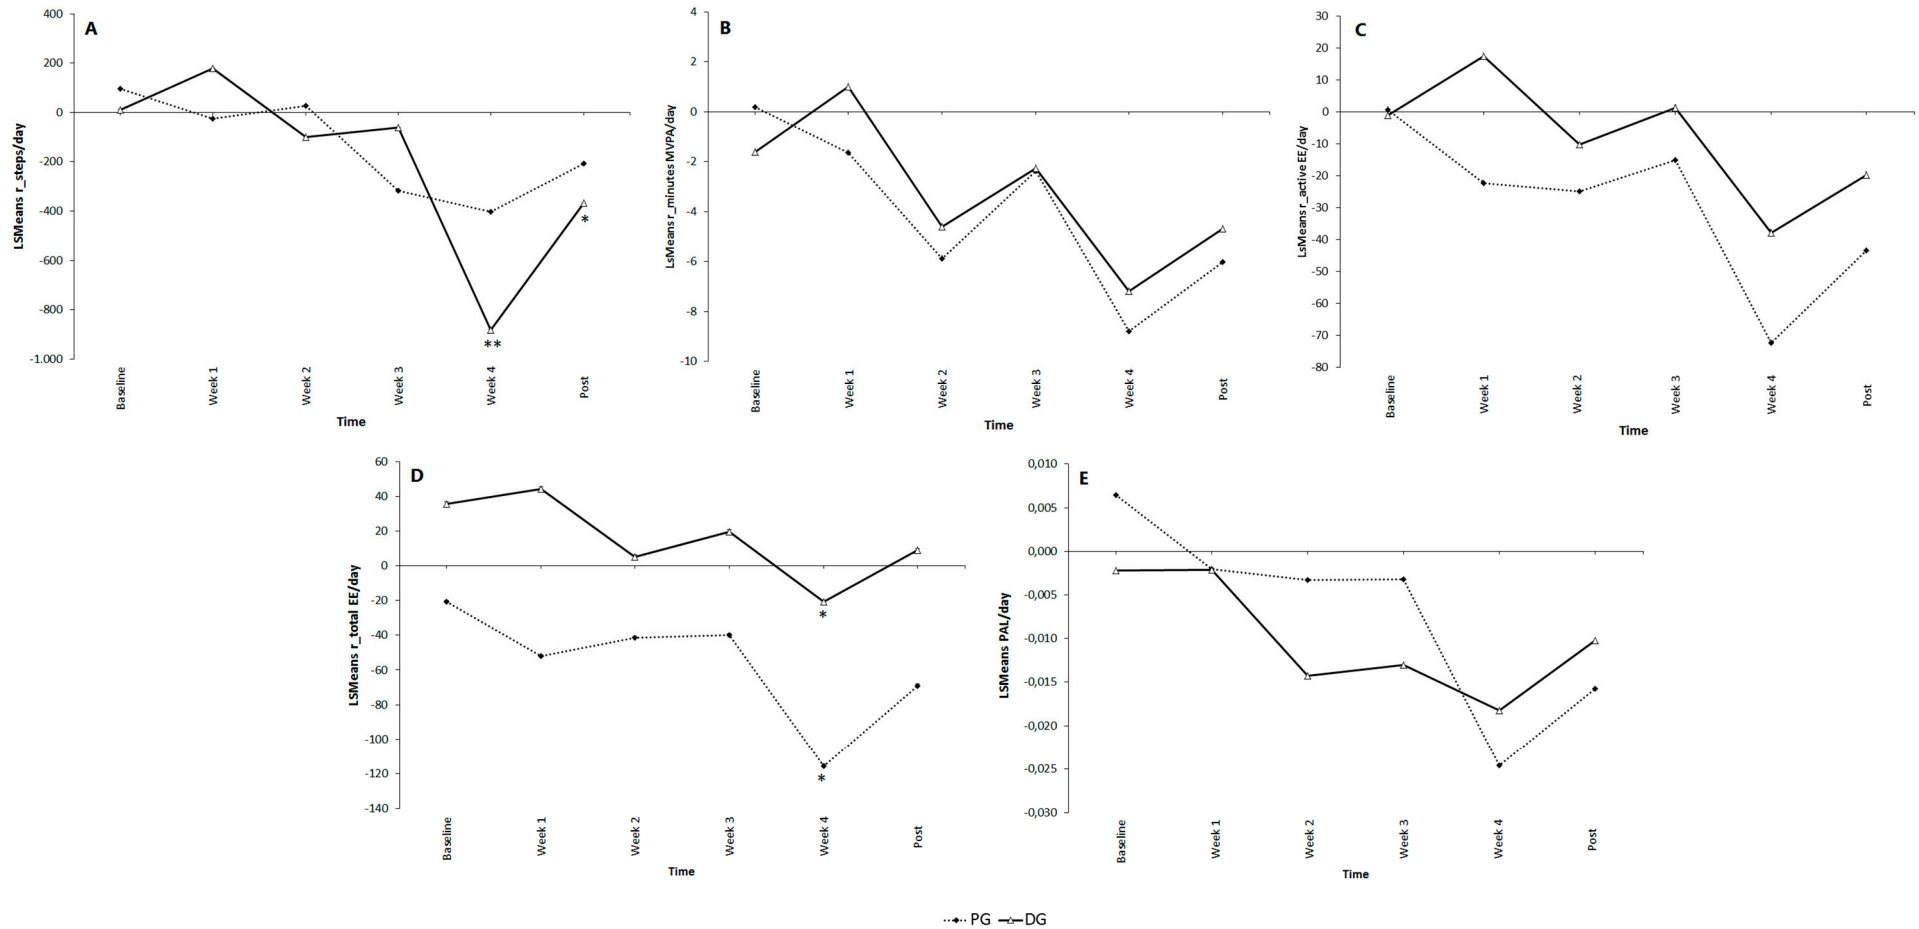 A
LSMeans r_steps/day
400
200
0
-200
-400
-600
-800
-1.000
*
**
Baseline
Week 1
Week 2
Week 3
Week 4
Post
Time
B
LsMeans r_minutes MVPA/day
4
2
0
-2
-4
-6
-8
-10
Baseline
Week 1
Week 2
Week 3
Week 4
Post
Time
C
LsMeans r_active EE/day
30
20
10
0
-10
-20
-30
-40
-50
-60
-70
-80
Baseline
Week 1
Week 2
Week 3
Week 4
Post
Time
D
LSMeans r_total EE/day
60
40
20
0
-20
-40
-60
-80
-100
-120
-140
*
*
Baseline
Week 1
Week 2
Week 3
Week 4
Post
Time
E
LSMeans PAL/day
0,010
0,005
0,000
-0,005
-0,010
-0,015
-0,020
-0,025
-0,030
Baseline
Week 1
Week 2
Week 3
Week 4
Post
Time
PG DG